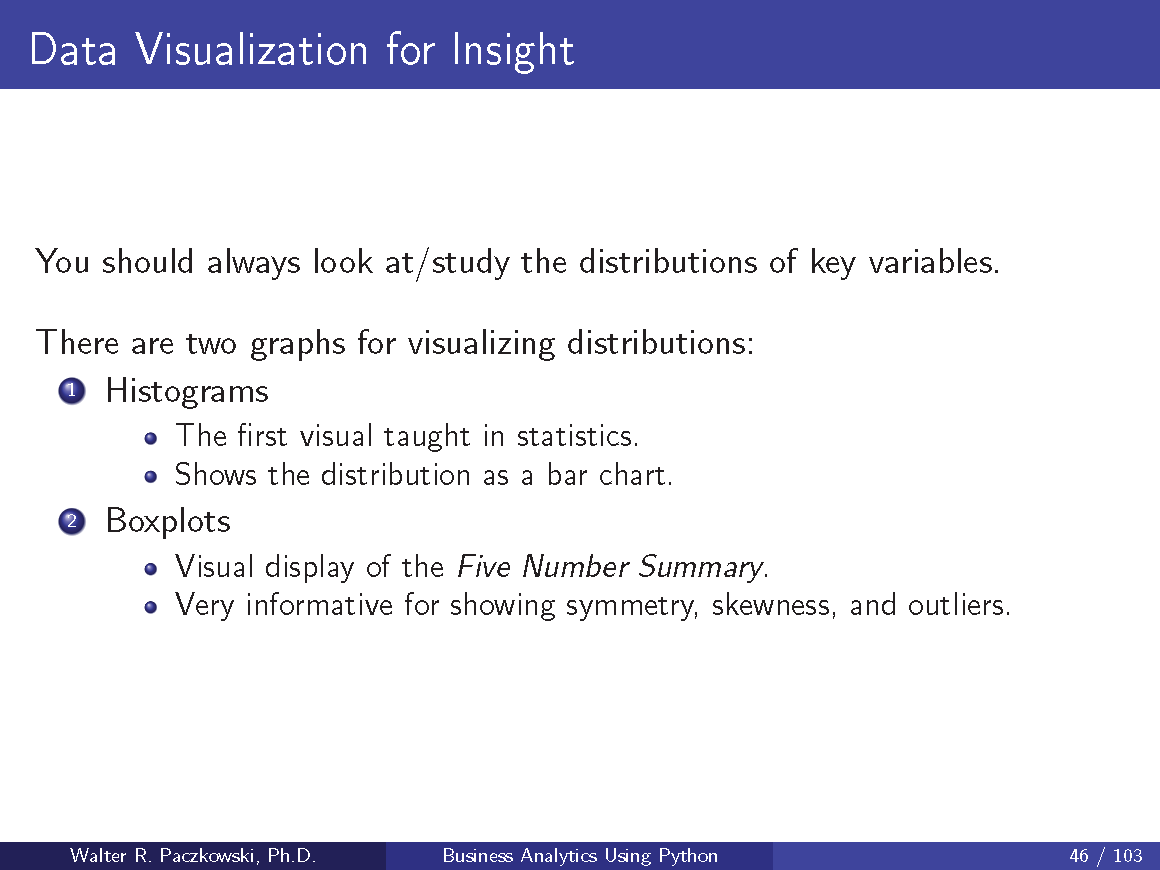 Data Visualization for Insight
You should always look at/study the distributions of key variables.
There are two graphs for visualizing distributions:
1 Histograms
The first visual taught in statistics.
Shows the distribution as a bar chart.
2 Boxplots
Visual display of the Five Number Summary.
Very informative for showing symmetry, skewness, and outliers.
Walter R. Paczkowski, Ph.D. Business Analytics Using Python 46 / 103